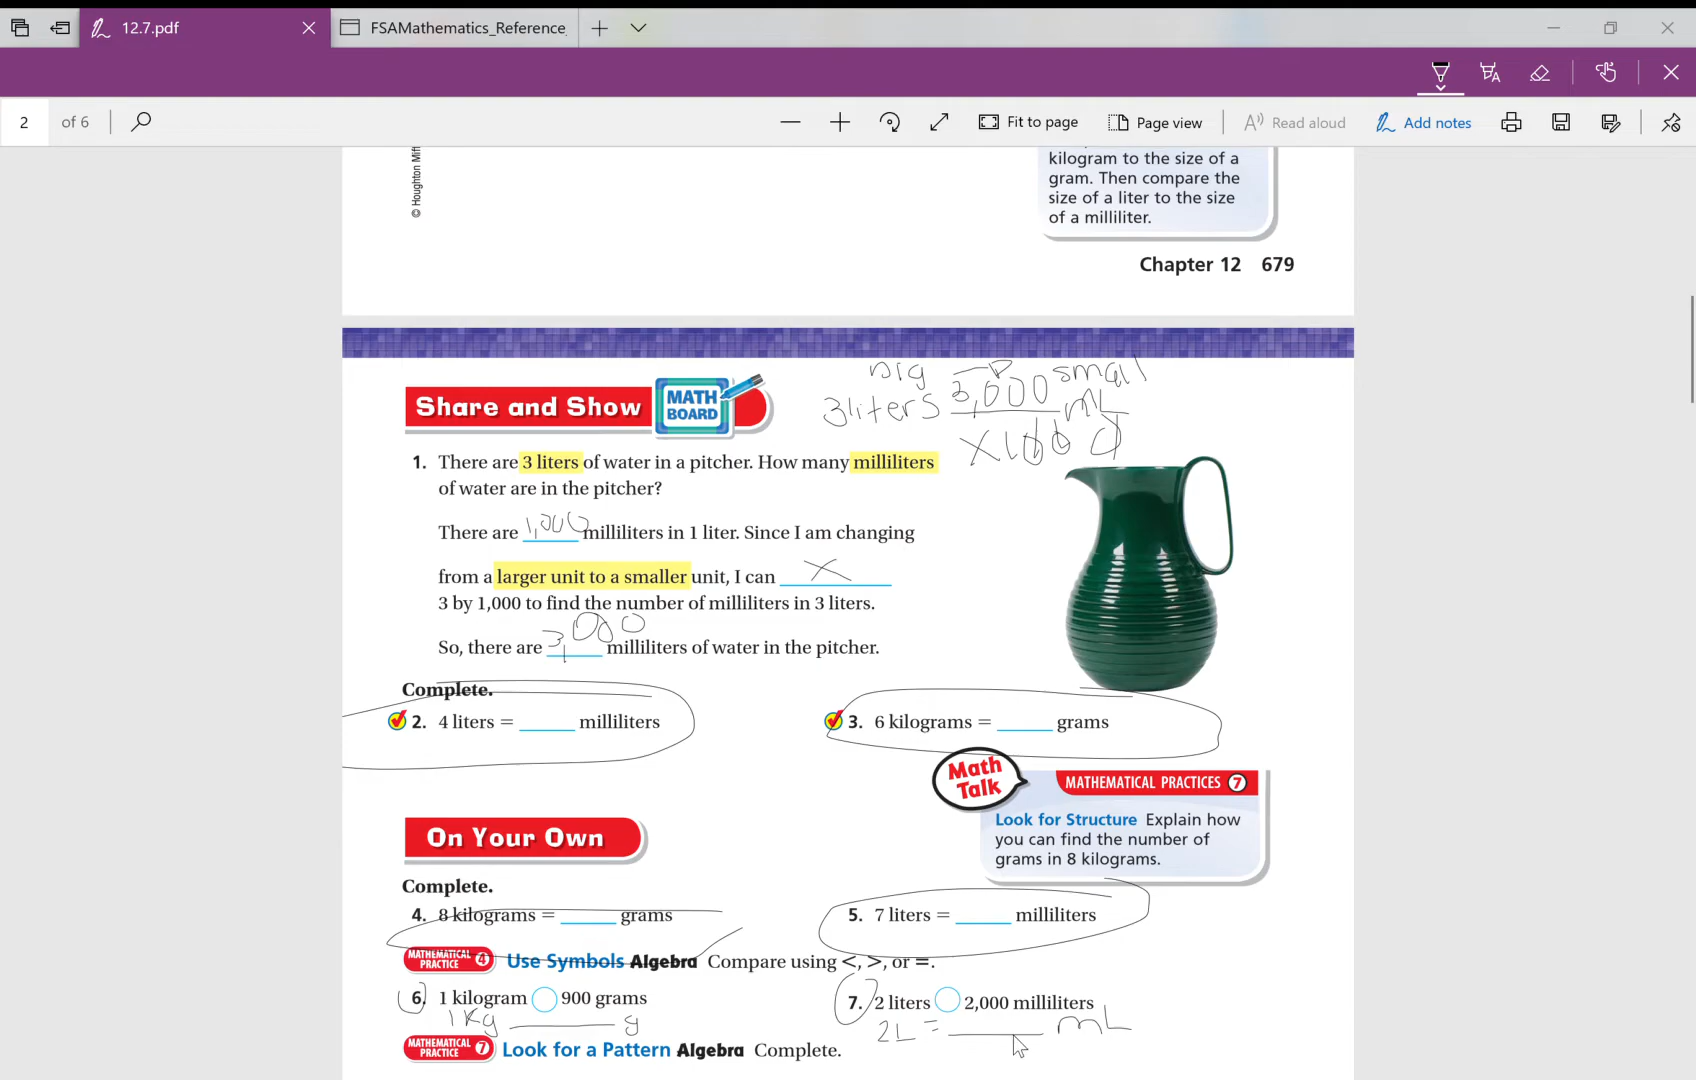 12.7.pdf
FSAMathematics_Reference
2 of 6
Fit to page
Page view
Read aloud
Add notes
© Houghton Miff
kilogram to the size of a
gram. Then compare the
size of a liter to the size
of a milliliter.
Chapter 12 679
big small
3 liters 3,000 mL
x1000
Share and Show
MATH BOARD
1. There are 3 liters of water in a pitcher. How many milliliters
of water are in the pitcher?
There are 1,000 milliliters in 1 liter. Since I am changing
from a larger unit to a smaller unit, I can X
3 by 1,000 to find the number of milliliters in 3 liters.
So, there are 3,000 milliliters of water in the pitcher.
Complete.
2. 4 liters = ____ milliliters
3. 6 kilograms = ____ grams
Math Talk
MATHEMATICAL PRACTICES 7
Look for Structure Explain how
you can find the number of
grams in 8 kilograms.
On Your Own
Complete.
4. 8 kilograms = ____ grams
5. 7 liters = ____ milliliters
MATHEMATICAL PRACTICE 4 Use Symbols Algebra Compare using <, >, or =.
6. 1 kilogram ○ 900 grams
1 kg ____ g
7. 2 liters ○ 2,000 milliliters
2L = ____ mL
MATHEMATICAL PRACTICE 7 Look for a Pattern Algebra Complete.